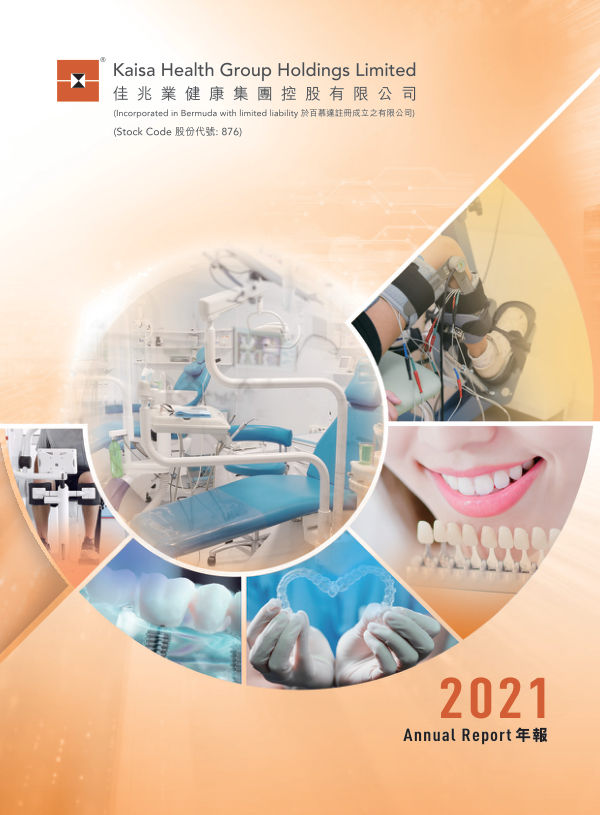 ®
Kaisa Health Group Holdings Limited
佳兆業健康集團控股有限公司
(Incorporated in Bermuda with limited liability 於百慕達註冊成立之有限公司)
(Stock Code 股份代號: 876)
2021
Annual Report 年報